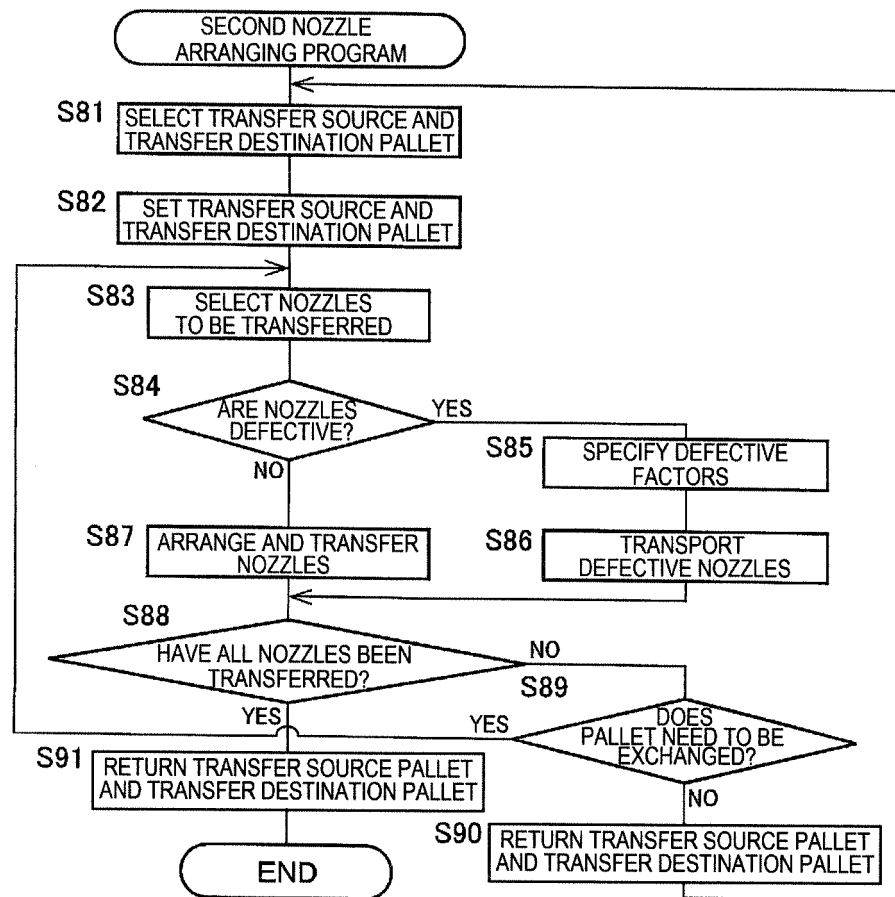 SECOND NOZZLE
ARRANGING PROGRAM
S81
SELECT TRANSFER SOURCE AND
TRANSFER DESTINATION PALLET
S82
SET TRANSFER SOURCE AND
TRANSFER DESTINATION PALLET
S83
SELECT NOZZLES
TO BE TRANSFERRED
S84
ARE NOZZLES
DEFECTIVE?
YES
NO
S85
SPECIFY DEFECTIVE
FACTORS
S86
TRANSPORT
DEFECTIVE NOZZLES
S87
ARRANGE AND TRANSFER
NOZZLES
S88
HAVE ALL NOZZLES BEEN
TRANSFERRED?
NO
YES
S89
DOES
PALLET NEED TO BE
EXCHANGED?
YES
NO
S90
RETURN TRANSFER SOURCE PALLET
AND TRANSFER DESTINATION PALLET
S91
RETURN TRANSFER SOURCE PALLET
AND TRANSFER DESTINATION PALLET
END